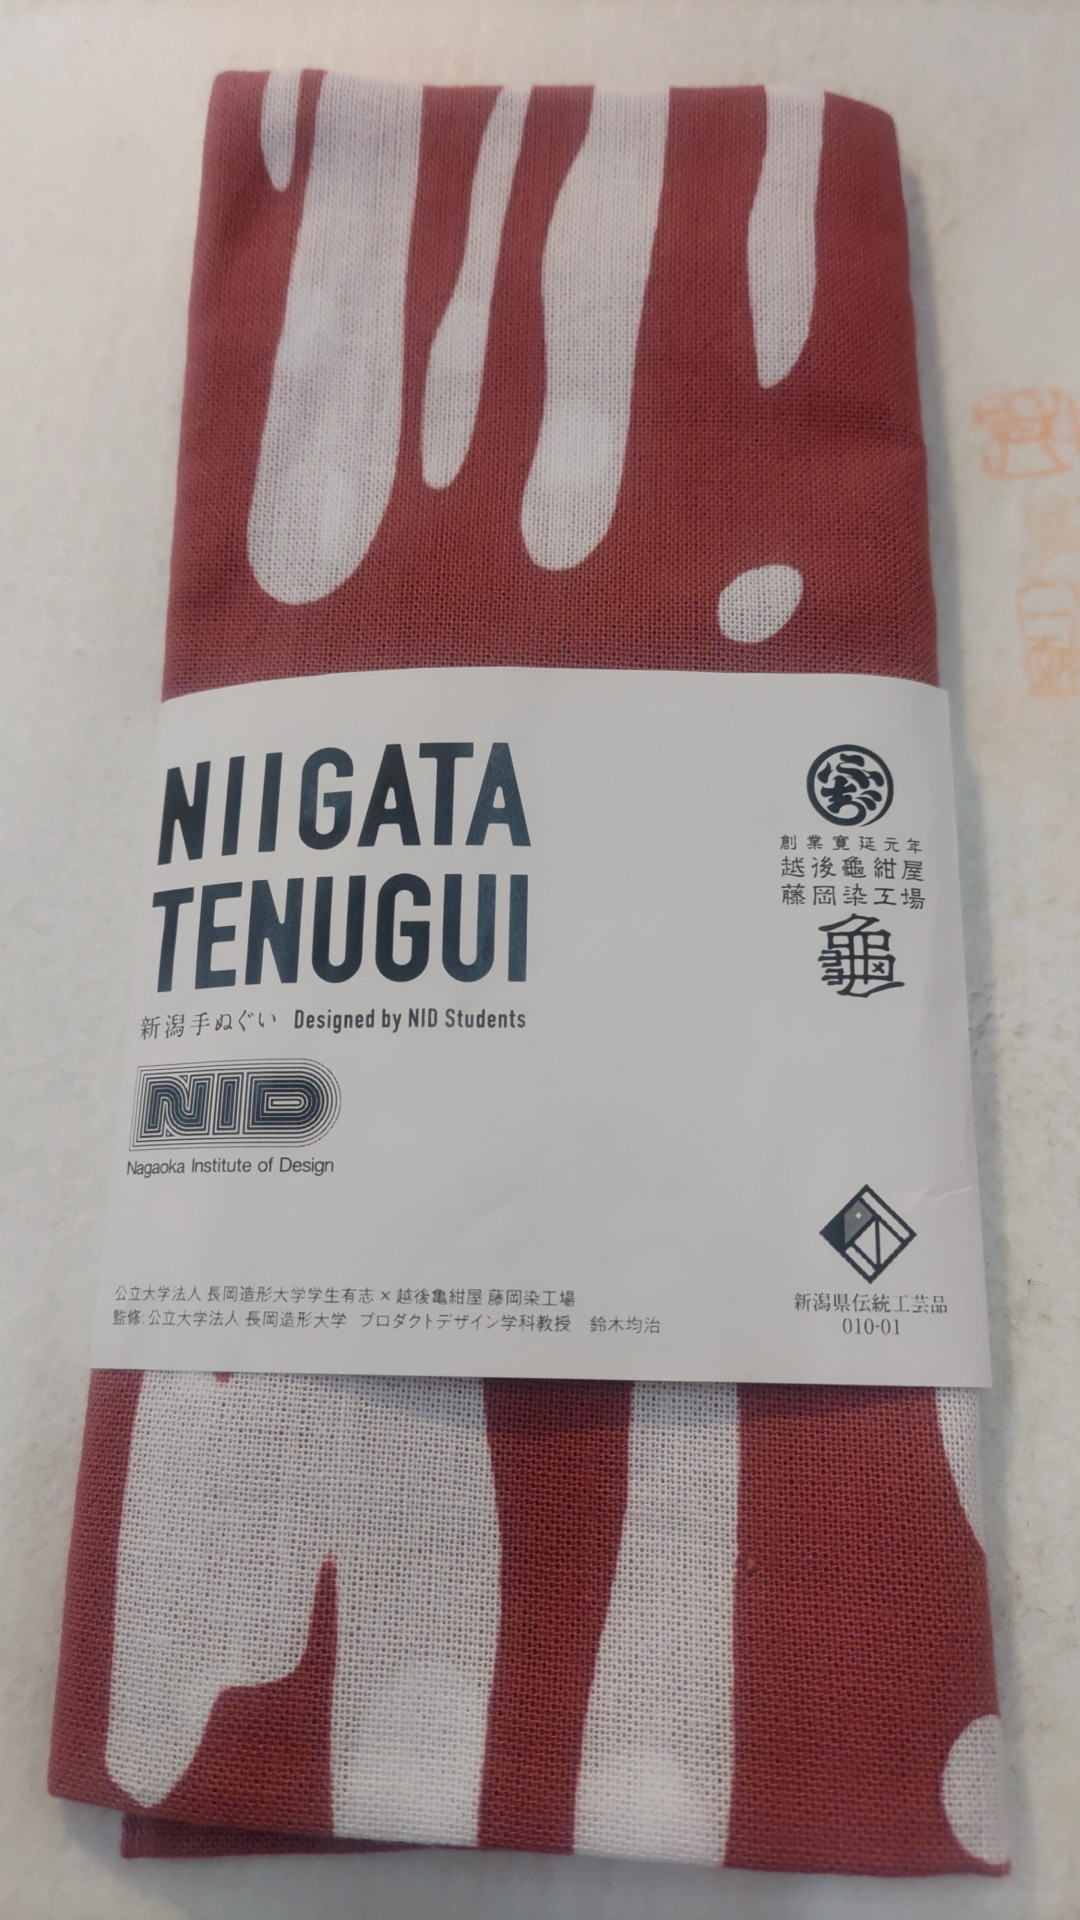 NIIGATA
TENUGUI
新潟手ぬぐい Designed by NID Students
NID
Nagaoka Institute of Design
ふぢ
創業寛延元年
越後龜紺屋
藤岡染工場
龜
公立大学法人 長岡造形大学学生有志 × 越後亀紺屋 藤岡染工場
監修: 公立大学法人 長岡造形大学 プロダクトデザイン学科教授 鈴木均治
新潟県伝統工芸品
010-01